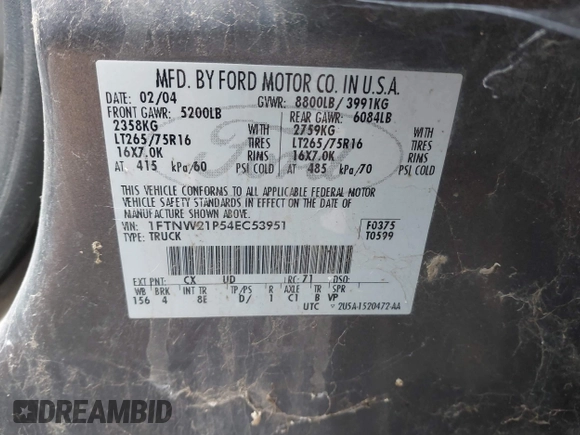 MFD. BY FORD MOTOR CO. IN U.S.A.
DATE: 02/04 GVWR: 8800LB/ 3991KG
FRONT GAWR: 5200LB REAR GAWR: 6084LB
2358KG WITH 2759KG WITH
LT265/75R16 TIRES LT265/75R16 TIRES
16X7.0K RIMS 16X7.0K RIMS
AT 415 kPa/60 PSI COLD AT 485 kPa/70 PSI COLD
THIS VEHICLE CONFORMS TO ALL APPLICABLE FEDERAL MOTOR
VEHICLE SAFETY STANDARDS IN EFFECT ON THE DATE OF
MANUFACTURE SHOWN ABOVE.
VIN: 1FTNW21P54EC53951 F0375
TYPE: TRUCK T0599
EXT PNT: CX UD RC: 71 DSO:
WB BRK INT TR TP/PS R AXLE TR SPR
156 4 8E D/ 1 C1 B VP
UTC 2U5A-1520472-AA
Ford
DREAMBID